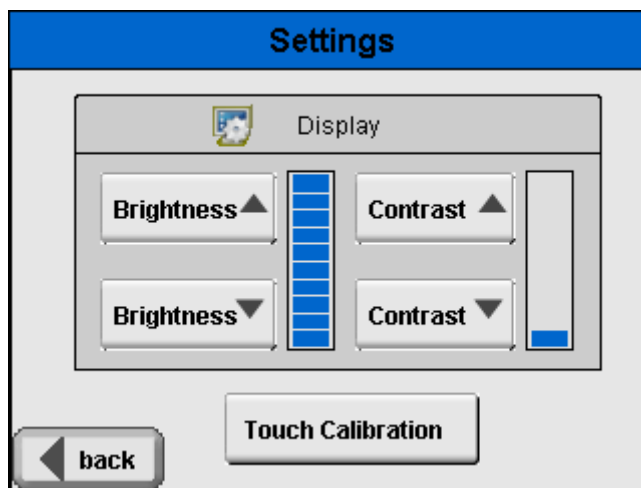 Settings
Display
Brightness
Contrast
Brightness
Contrast
Touch Calibration
back